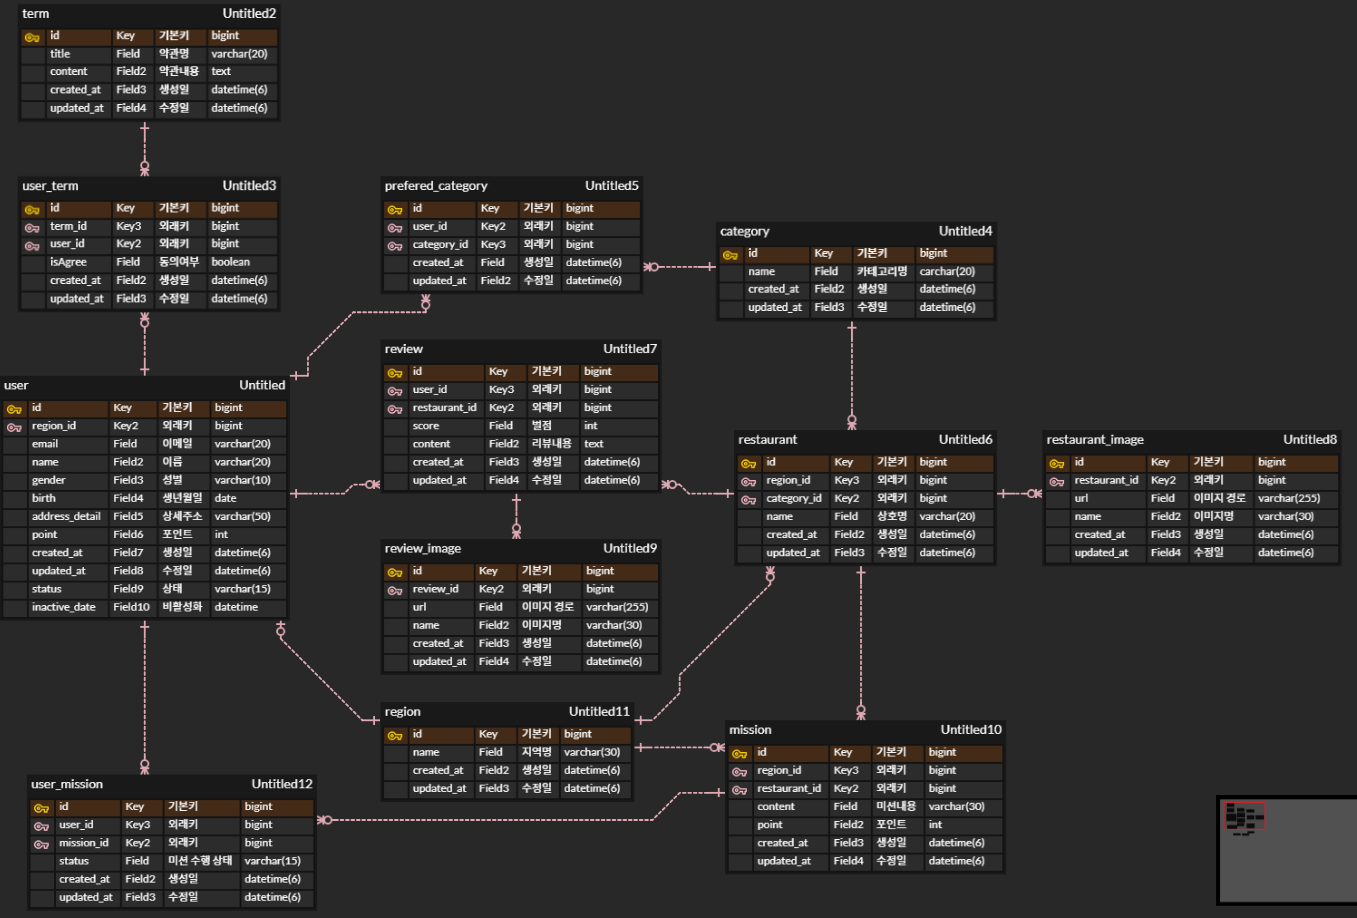 term Untitled2
id Key 기본키 bigint
title Field 약관명 varchar(20)
content Field2 약관내용 text
created_at Field3 생성일 datetime(6)
updated_at Field4 수정일 datetime(6)
user_term Untitled3
id Key 기본키 bigint
term_id Key3 외래키 bigint
user_id Key2 외래키 bigint
isAgree Field 동의여부 boolean
created_at Field2 생성일 datetime(6)
updated_at Field3 수정일 datetime(6)
prefered_category Untitled5
id Key 기본키 bigint
user_id Key2 외래키 bigint
category_id Key3 외래키 bigint
created_at Field 생성일 datetime(6)
updated_at Field2 수정일 datetime(6)
category Untitled4
id Key 기본키 bigint
name Field 카테고리명 carchar(20)
created_at Field2 생성일 datetime(6)
updated_at Field3 수정일 datetime(6)
user Untitled
id Key 기본키 bigint
region_id Key2 외래키 bigint
email Field 이메일 varchar(20)
name Field2 이름 varchar(20)
gender Field3 성별 varchar(10)
birth Field4 생년월일 date
address_detail Field5 상세주소 varchar(50)
point Field6 포인트 int
created_at Field7 생성일 datetime(6)
updated_at Field8 수정일 datetime(6)
status Field9 상태 varchar(15)
inactive_date Field10 비활성화 datetime
review Untitled7
id Key 기본키 bigint
user_id Key3 외래키 bigint
restaurant_id Key2 외래키 bigint
score Field 별점 int
content Field2 리뷰내용 text
created_at Field3 생성일 datetime(6)
updated_at Field4 수정일 datetime(6)
restaurant Untitled6
id Key 기본키 bigint
region_id Key3 외래키 bigint
category_id Key2 외래키 bigint
name Field 상호명 varchar(20)
created_at Field2 생성일 datetime(6)
updated_at Field3 수정일 datetime(6)
restaurant_image Untitled8
id Key 기본키 bigint
restaurant_id Key2 외래키 bigint
url Field 이미지 경로 varchar(255)
name Field2 이미지명 varchar(30)
created_at Field3 생성일 datetime(6)
updated_at Field4 수정일 datetime(6)
review_image Untitled9
id Key 기본키 bigint
review_id Key2 외래키 bigint
url Field 이미지 경로 varchar(255)
name Field2 이미지명 varchar(30)
created_at Field3 생성일 datetime(6)
updated_at Field4 수정일 datetime(6)
region Untitled11
id Key 기본키 bigint
name Field 지역명 varchar(30)
created_at Field2 생성일 datetime(6)
updated_at Field3 수정일 datetime(6)
mission Untitled10
id Key 기본키 bigint
region_id Key3 외래키 bigint
restaurant_id Key2 외래키 bigint
content Field 미션내용 varchar(30)
point Field2 포인트 int
created_at Field3 생성일 datetime(6)
updated_at Field4 수정일 datetime(6)
user_mission Untitled12
id Key 기본키 bigint
user_id Key3 외래키 bigint
mission_id Key2 외래키 bigint
status Field 미션 수행 상태 varchar(15)
created_at Field2 생성일 datetime(6)
updated_at Field3 수정일 datetime(6)